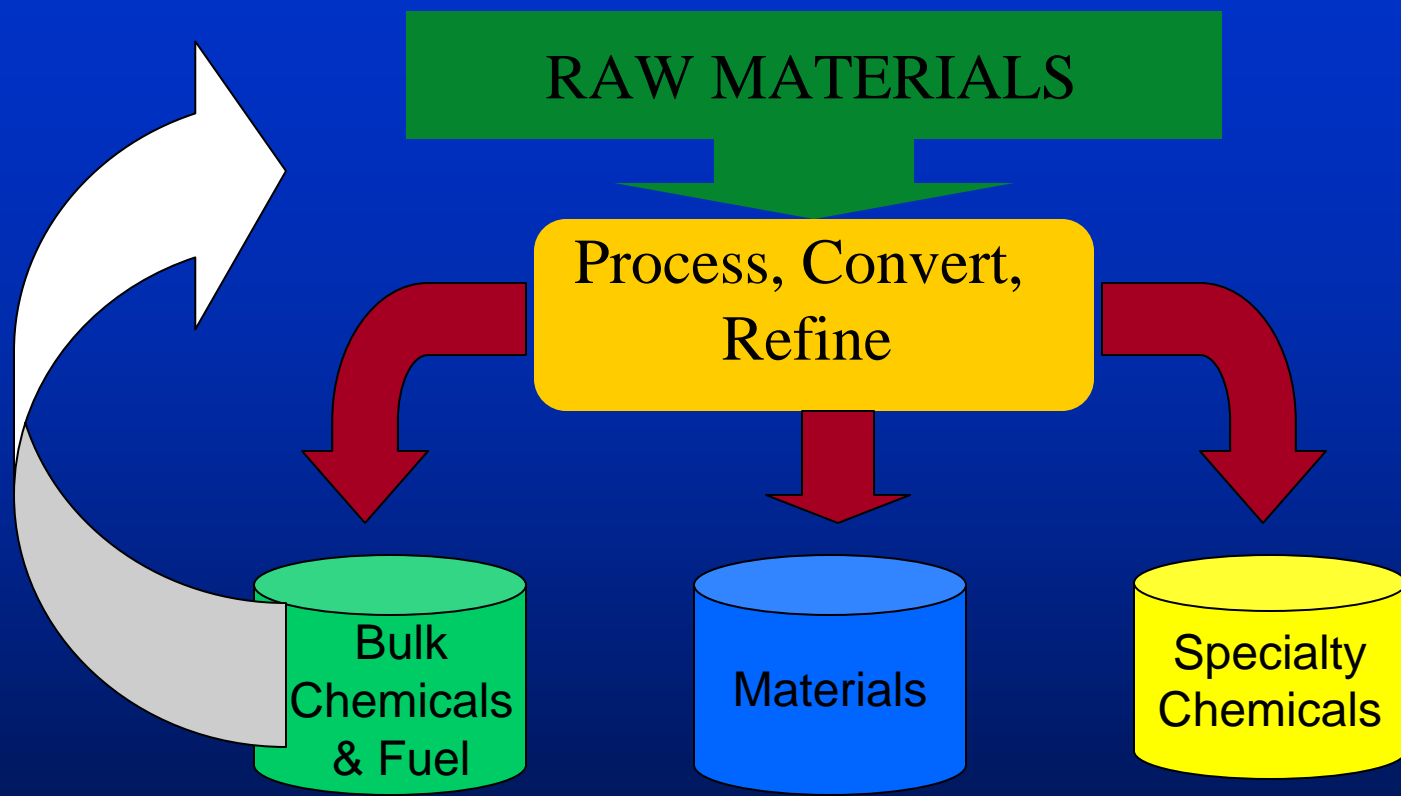 RAW MATERIALS
Process, Convert,
Refine
Bulk
Chemicals
& Fuel
Materials
Specialty
Chemicals